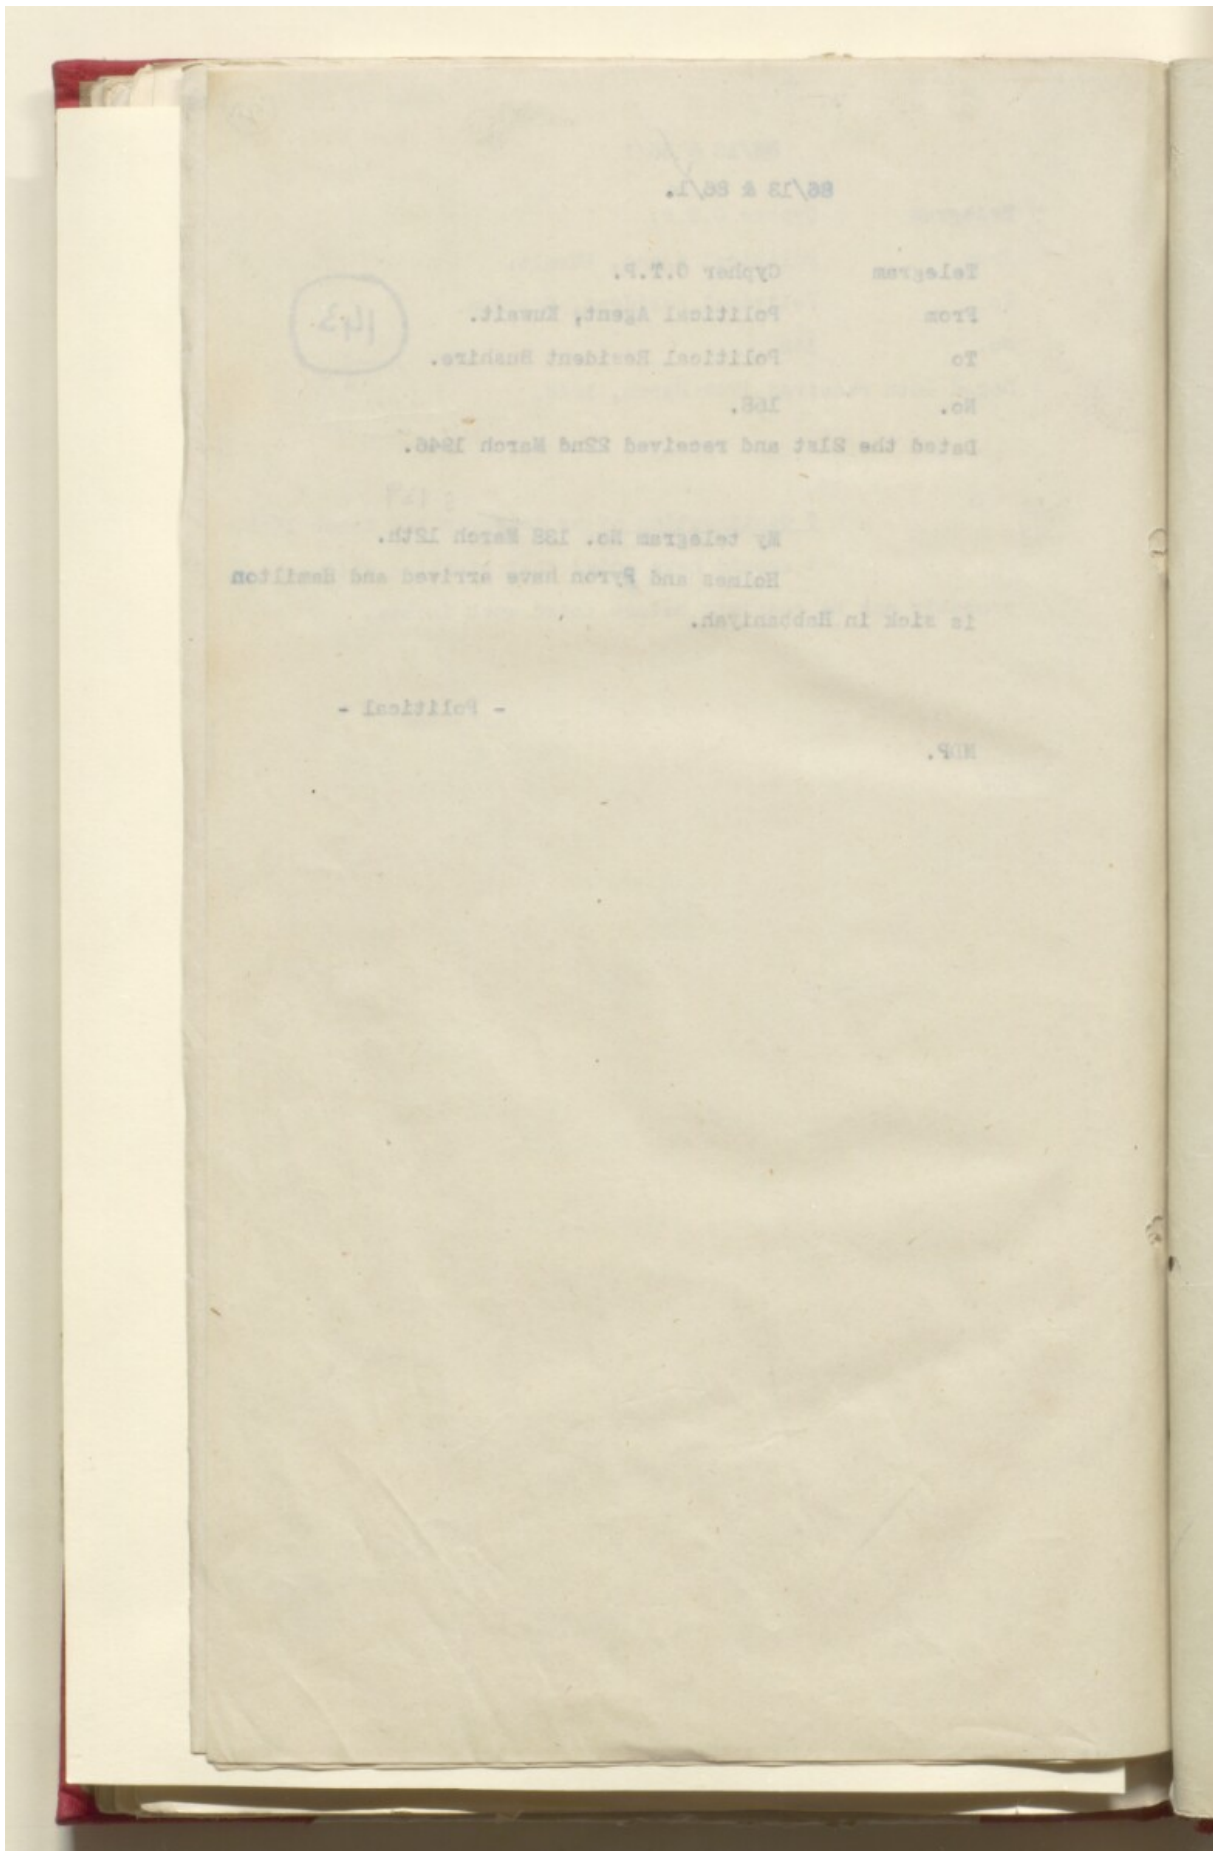 86/13 & 86/1.
Telegram Cypher O.T.P.
From Political Agent, Kuwait.
143.
To Political Resident Bushire.
No. 168.
Dated the 21st and received 22nd March 1946.
My telegram No. 138 March 12th.
Holmes and Pyron have arrived and Hamilton
is sick in Habbaniyah.
- Political -
NDP.